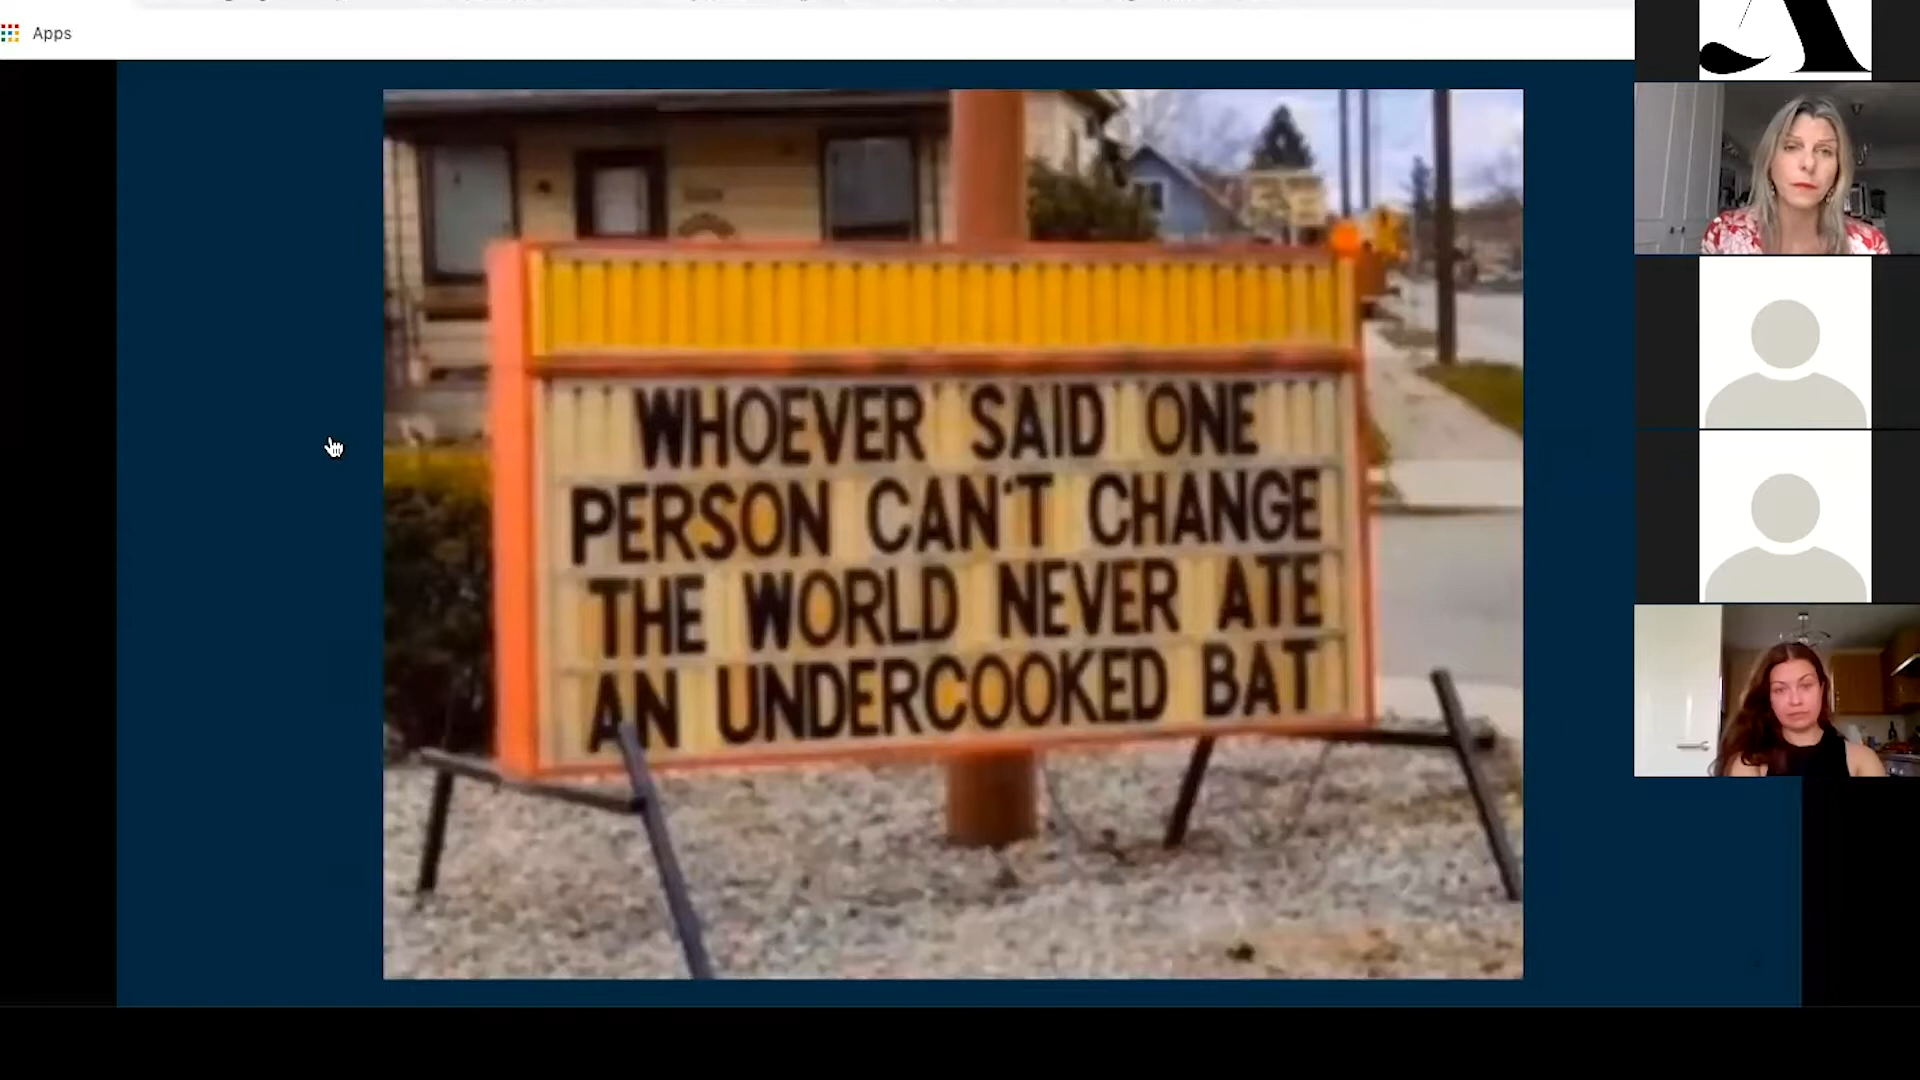 Apps
WHOEVER SAID ONE
PERSON CAN'T CHANGE
THE WORLD NEVER ATE
AN UNDERCOOKED BAT
A